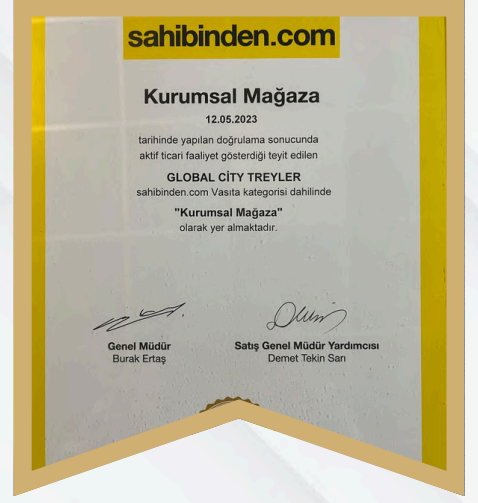 sahibinden.com
Kurumsal Mağaza
12.05.2023
tarihinde yapılan doğrulama sonucunda
aktif ticari faaliyet gösterdiği teyit edilen
GLOBAL CİTY TREYLER
sahibinden.com Vasıta kategorisi dahilinde
"Kurumsal Mağaza"
olarak yer almaktadır.
Genel Müdür
Burak Ertaş
Satış Genel Müdür Yardımcısı
Demet Tekin Sarı